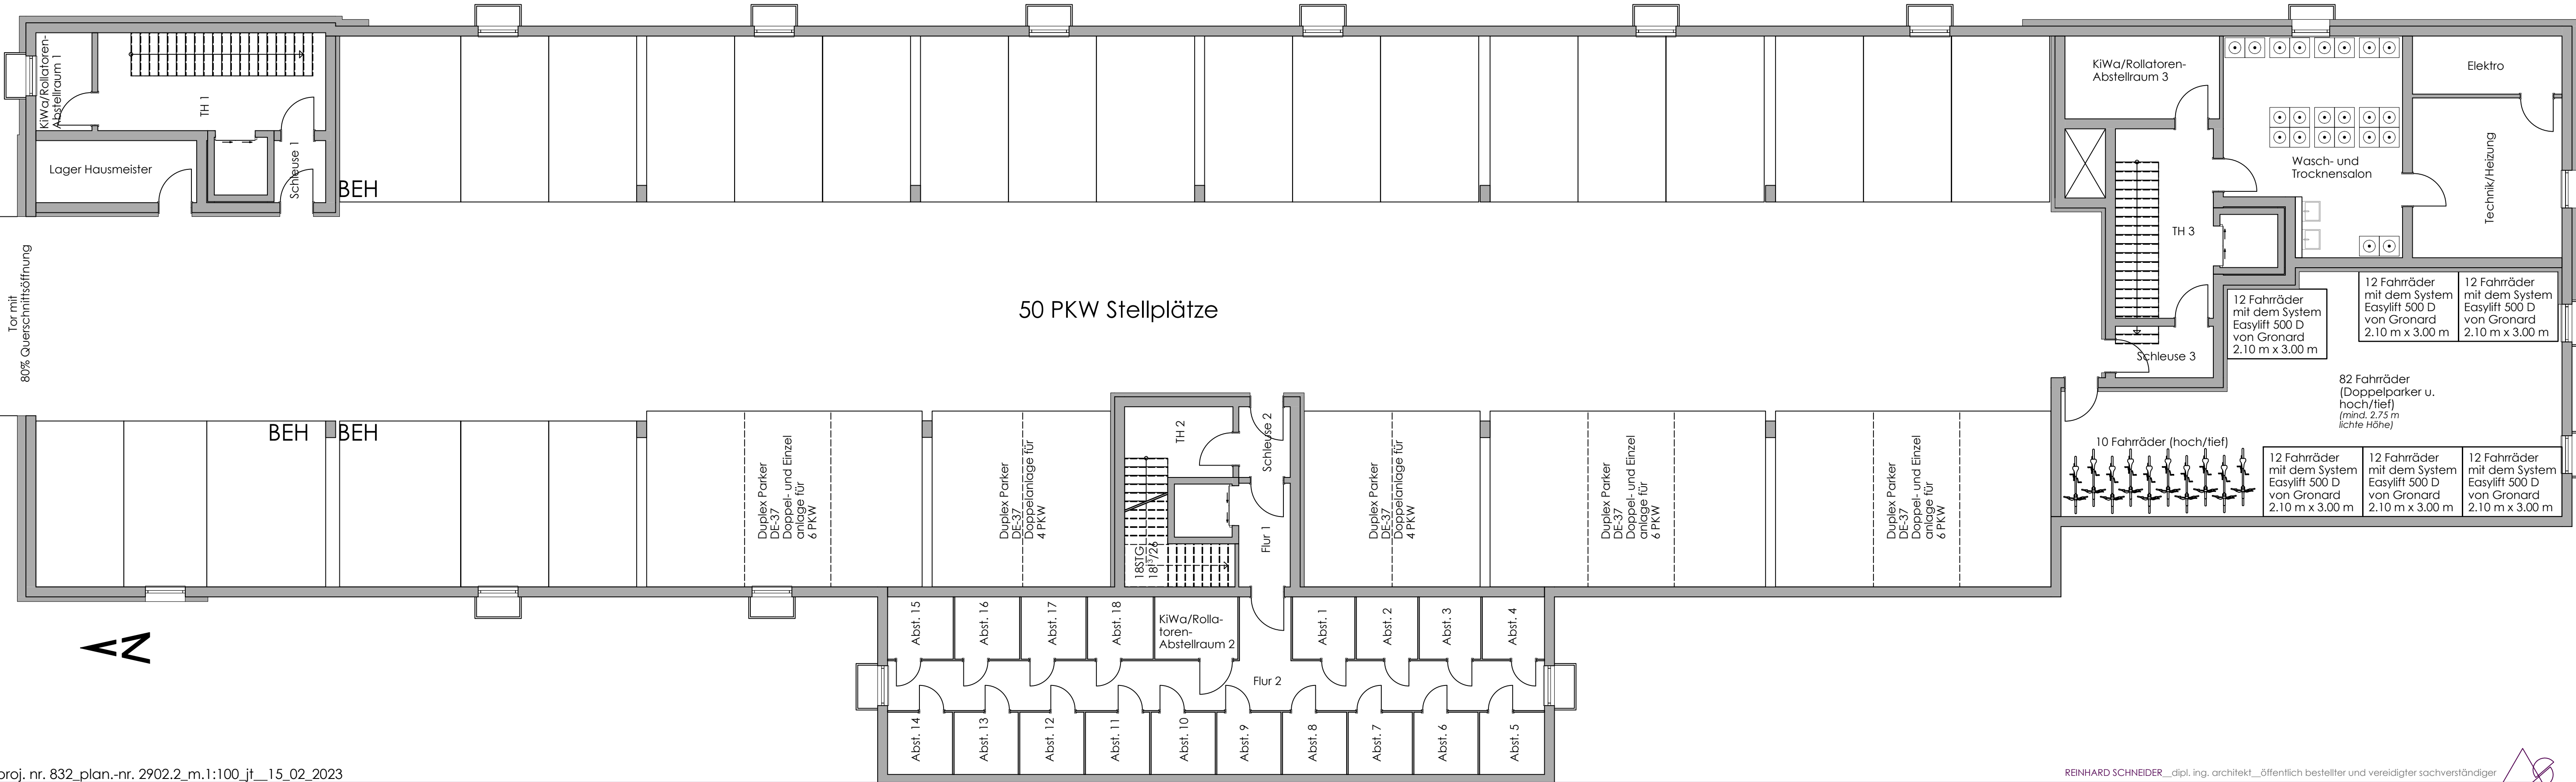 KiWa/Rollatoren-
Abstellraum 1
TH 1
Lager Hausmeister
Schleuse 1
BEH
KiWa/Rollatoren-
Abstellraum 3
Elektro
Wasch- und
Trocknensalon
Technik/Heizung
TH 3
Tor mit
80% Querschnittsöffnung
50 PKW Stellplätze
Schleuse 3
12 Fahrräder
mit dem System
Easylift 500 D
von Gronard
2.10 m x 3.00 m
12 Fahrräder
mit dem System
Easylift 500 D
von Gronard
2.10 m x 3.00 m
12 Fahrräder
mit dem System
Easylift 500 D
von Gronard
2.10 m x 3.00 m
82 Fahrräder
(Doppelparker u.
hoch/tief)
(mind. 2.75 m
lichte Höhe)
10 Fahrräder (hoch/tief)
12 Fahrräder
mit dem System
Easylift 500 D
von Gronard
2.10 m x 3.00 m
12 Fahrräder
mit dem System
Easylift 500 D
von Gronard
2.10 m x 3.00 m
12 Fahrräder
mit dem System
Easylift 500 D
von Gronard
2.10 m x 3.00 m
BEH
BEH
Duplex Parker
DE-37
Doppel- und Einzel
anlage für
6 PKW
Duplex Parker
DE-37
Doppelanlage für
4 PKW
TH 2
Schleuse 2
18STG
Flur 1
Duplex Parker
DE-37
Doppelanlage für
4 PKW
Duplex Parker
DE-37
Doppel- und Einzel
anlage für
6 PKW
Duplex Parker
DE-37
Doppel- und Einzel
anlage für
6 PKW
N
Abst. 15
Abst. 16
Abst. 17
Abst. 18
KiWa/Rolla-
toren-
Abstellraum 2
Abst. 1
Abst. 2
Abst. 3
Abst. 4
Flur 2
Abst. 14
Abst. 13
Abst. 12
Abst. 11
Abst. 10
Abst. 9
Abst. 8
Abst. 7
Abst. 6
Abst. 5
proj. nr. 832_plan.-nr. 2902.2_m.1:100_jt__15_02_2023
REINHARD SCHNEIDER__dipl. ing. architekt__öffentlich bestellter und vereidigter sachverständiger